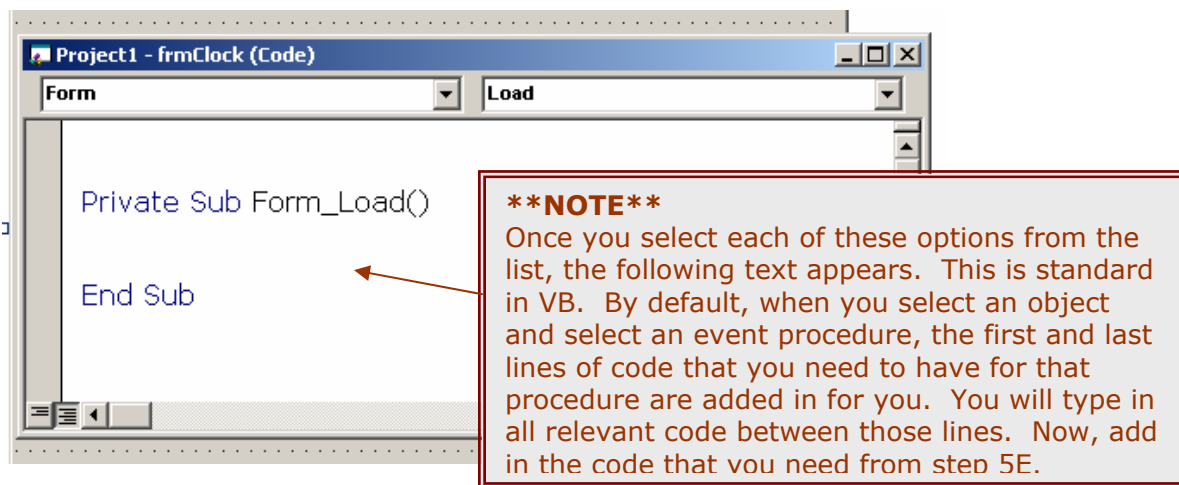 Project1 - frmClock (Code)
Form
Load
Private Sub Form_Load()
End Sub
**NOTE**
Once you select each of these options from the
list, the following text appears.  This is standard
in VB.  By default, when you select an object
and select an event procedure, the first and last
lines of code that you need to have for that
procedure are added in for you.  You will type in
all relevant code between those lines.  Now, add
in the code that you need from step 5E.